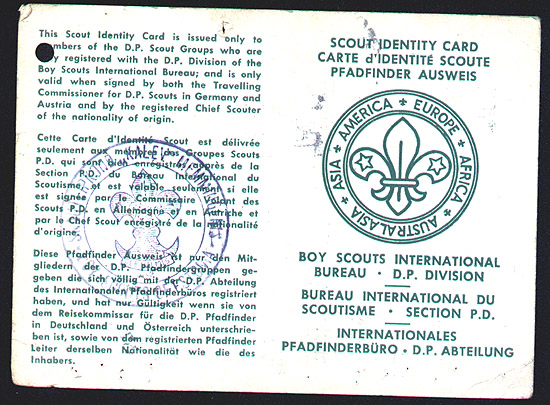 This Scout Identity Card is issued only to
members of the D.P. Scout Groups who are
registered with the D.P. Division of the
Boy Scouts International Bureau; and is only
valid when signed by both the Travelling
Commissioner for D.P. Scouts in Germany and
Austria and by the registered Chief Scouter
of the nationality of origin.
Cette Carte d'Identité Scout est délivrée
seulement aux membres des Groupes Scouts
P.D. qui sont bien enregistrés auprès de la
Section P.D. du Bureau International du
Scoutisme, et est valable seulement si elle
est signée par le Commissaire Volant des
Scouts P.D. en Allemagne et en Autriche et
par le Chef Scout enrégistré de la nationalité
d'origine.
Diese Pfadfinder Ausweis ist nur den Mit-
gliedern der D.P. Pfadfindergruppen ge-
geben die sich völlig mit der D.P. Abteilung
des Internationalen Pfadfinderbüros registriert
haben, und hat nur Gültigkeit wenn sie von
dem Reisekommissar für die D.P. Pfadfinder
in Deutschland und Österreich unterschrie-
ben ist, sowie von dem registrierten Pfadfinder
Leiter derselben Nationalität wie die des
Inhabers.
SCOUT IDENTITY CARD
CARTE d'IDENTITÉ SCOUTE
PFADFINDER AUSWEIS
ASIA * AMERICA * EUROPE * AFRICA * AUSTRALASIA *
BOY SCOUTS INTERNATIONAL
BUREAU · D.P. DIVISION
BUREAU INTERNATIONAL DU
SCOUTISME · SECTION P.D.
INTERNATIONALES
PFADFINDERBÜRO · D.P. ABTEILUNG